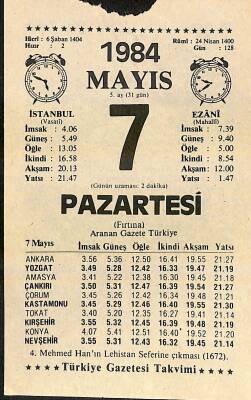 Hicrî : 6 Şaban 1404
Hızır : 2
Rûmî : 24 Nisan 1400
Gün : 128
1984
MAYIS
5. ay (31 gün)
7
İSTANBUL
(Vasatî)
İmsak : 4.06
Güneş : 5.49
Öğle : 13.05
İkindi : 16.58
Akşam : 20.13
Yatsı : 21.47
EZÂNÎ
(Mahallî)
İmsak : 7.39
Güneş : 9.40
Öğle : 5.00
İkindi : 8.54
Akşam : 12.00
Yatsı : 1.47
(Günün uzaması: 2 dakika)
PAZARTESİ
(Fırtına)
Aranan Gazete Türkiye
7 Mayıs İmsak Güneş Öğle İkindi Akşam Yatsı
ANKARA 3.56 5.36 12.50 16.41 19.55 21.27
YOZGAT 3.49 5.28 12.42 16.33 19.47 21.19
AMASYA 3.41 5.22 12.38 16.30 19.45 21.18
ÇANKIRI 3.50 5.31 12.47 16.39 19.54 21.27
ÇORUM 3.45 5.26 12.42 16.34 19.48 21.21
KASTAMONU 3.45 5.29 12.46 16.40 19.55 21.30
TOKAT 3.40 5.20 12.35 16.27 19.41 21.14
KIRŞEHİR 3.55 5.32 12.45 16.39 19.48 21.19
KONYA 4.07 5.41 12.51 16.40 19.52 21.20
NEVŞEHİR 3.55 5.31 12.43 16.32 19.45 21.14
4. Mehmed Han'ın Lehistan Seferine çıkması (1672).
★★★★ Türkiye Gazetesi Takvimi ★★★★